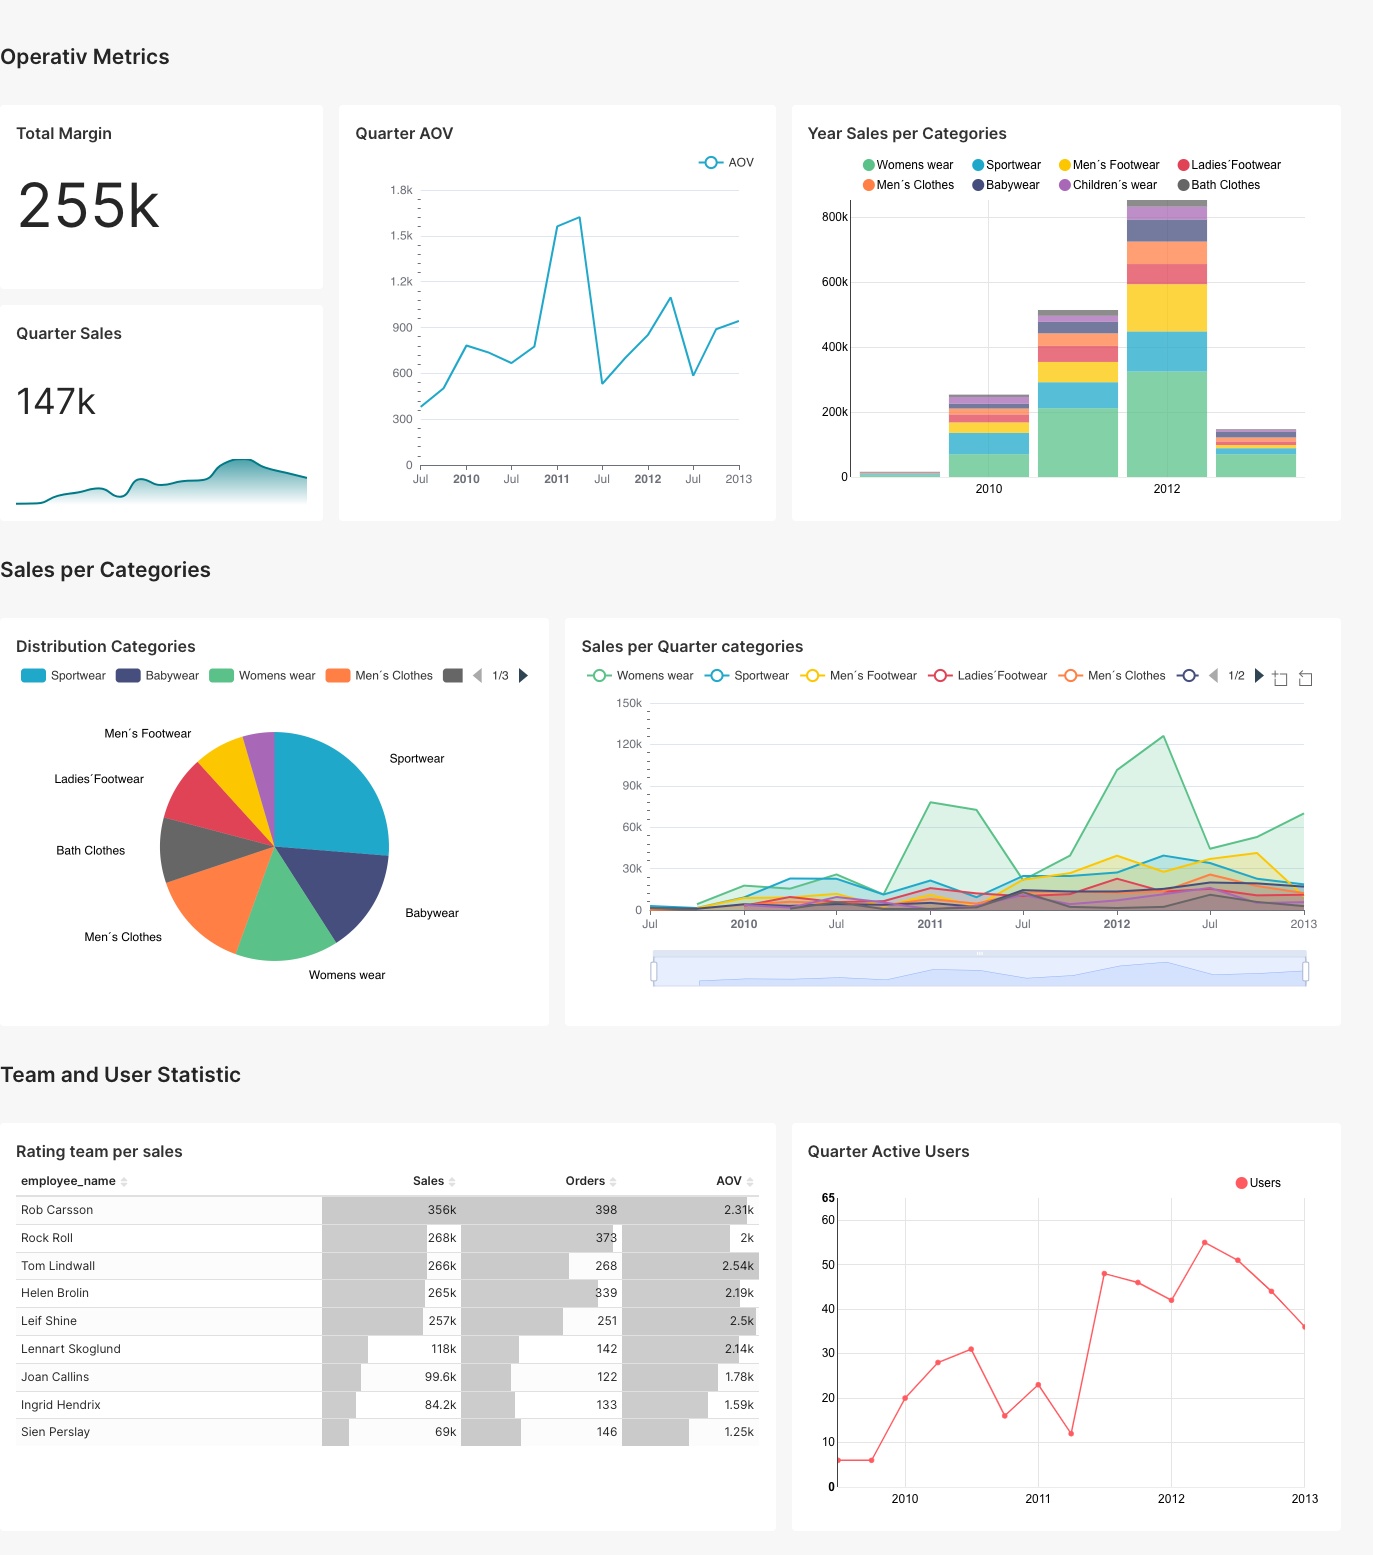 Operativ Metrics
Total Margin
255k
Quarter Sales
147k
Quarter AOV
AOV
1.8k
1.5k
1.2k
900
600
300
0
Jul 2010 Jul 2011 Jul 2012 Jul 2013
Year Sales per Categories
Womens wear Sportwear Men´s Footwear Ladies´Footwear
Men´s Clothes Babywear Children´s wear Bath Clothes
800k
600k
400k
200k
0
2010 2012
Sales per Categories
Distribution Categories
Sportwear Babywear Womens wear Men´s Clothes 1/3
Men´s Footwear
Sportwear
Ladies´Footwear
Bath Clothes
Babywear
Men´s Clothes
Womens wear
Sales per Quarter categories
Womens wear Sportwear Men´s Footwear Ladies´Footwear Men´s Clothes 1/2
150k
120k
90k
60k
30k
0
Jul 2010 Jul 2011 Jul 2012 Jul 2013
Team and User Statistic
Rating team per sales
employee_name Sales Orders AOV
Rob Carsson 356k 398 2.31k
Rock Roll 268k 373 2k
Tom Lindwall 266k 268 2.54k
Helen Brolin 265k 339 2.19k
Leif Shine 257k 251 2.5k
Lennart Skoglund 118k 142 2.14k
Joan Callins 99.6k 122 1.78k
Ingrid Hendrix 84.2k 133 1.59k
Sien Perslay 69k 146 1.25k
Quarter Active Users
Users
65
60
50
40
30
20
10
0
2010 2011 2012 2013